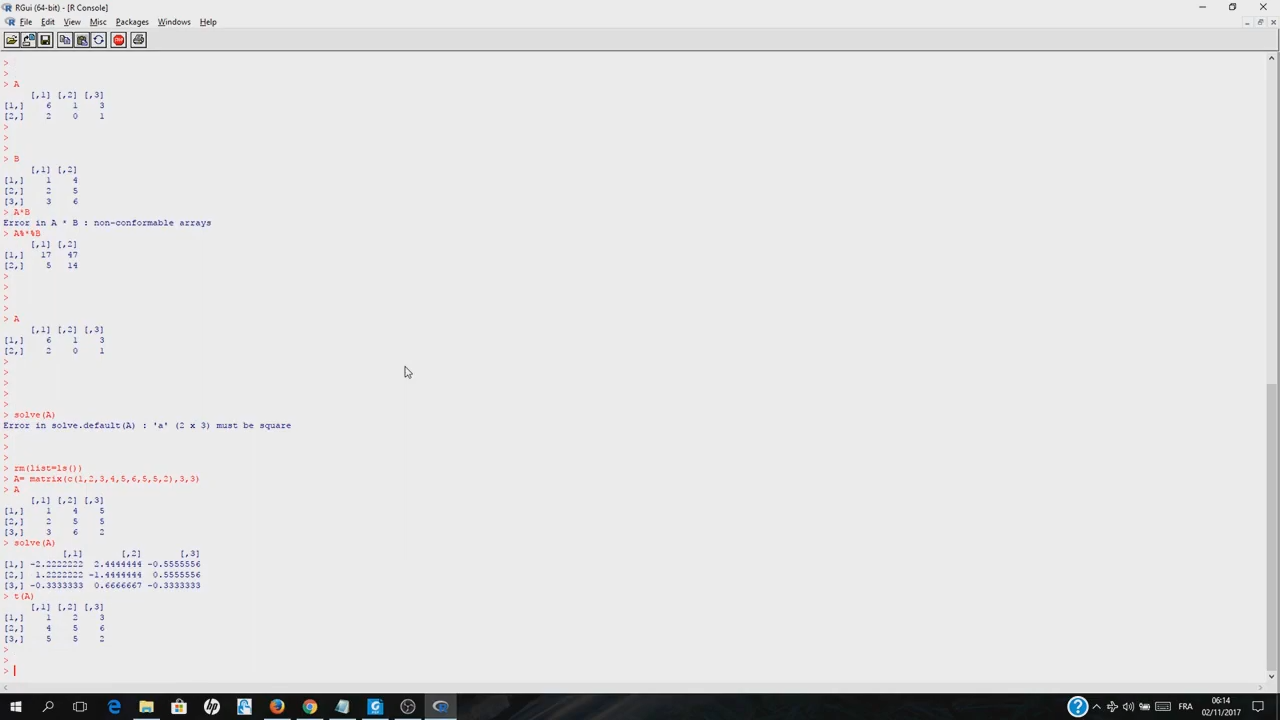 RGui (64-bit) - [R Console]
File Edit View Misc Packages Windows Help
STOP
>
>
> A
[,1] [,2] [,3]
[1,] 6 1 3
[2,] 2 0 1
>
>
>
> B
[,1] [,2]
[1,] 1 4
[2,] 2 5
[3,] 3 6
> A*B
Error in A * B : non-conformable arrays
> A%*%B
[,1] [,2]
[1,] 17 47
[2,] 5 14
>
>
>
>
> A
[,1] [,2] [,3]
[1,] 6 1 3
[2,] 2 0 1
>
>
>
>
>
> solve(A)
Error in solve.default(A) : 'a' (2 x 3) must be square
>
>
>
> rm(list=ls())
> A= matrix(c(1,2,3,4,5,6,5,5,2),3,3)
> A
[,1] [,2] [,3]
[1,] 1 4 5
[2,] 2 5 5
[3,] 3 6 2
> solve(A)
[,1] [,2] [,3]
[1,] -2.2222222 2.4444444 -0.5555556
[2,] 1.2222222 -1.4444444 0.5555556
[3,] -0.3333333 0.6666667 -0.3333333
> t(A)
[,1] [,2] [,3]
[1,] 1 2 3
[2,] 4 5 6
[3,] 5 5 2
>
>
>
hp
FRA
06:14
02/11/2017